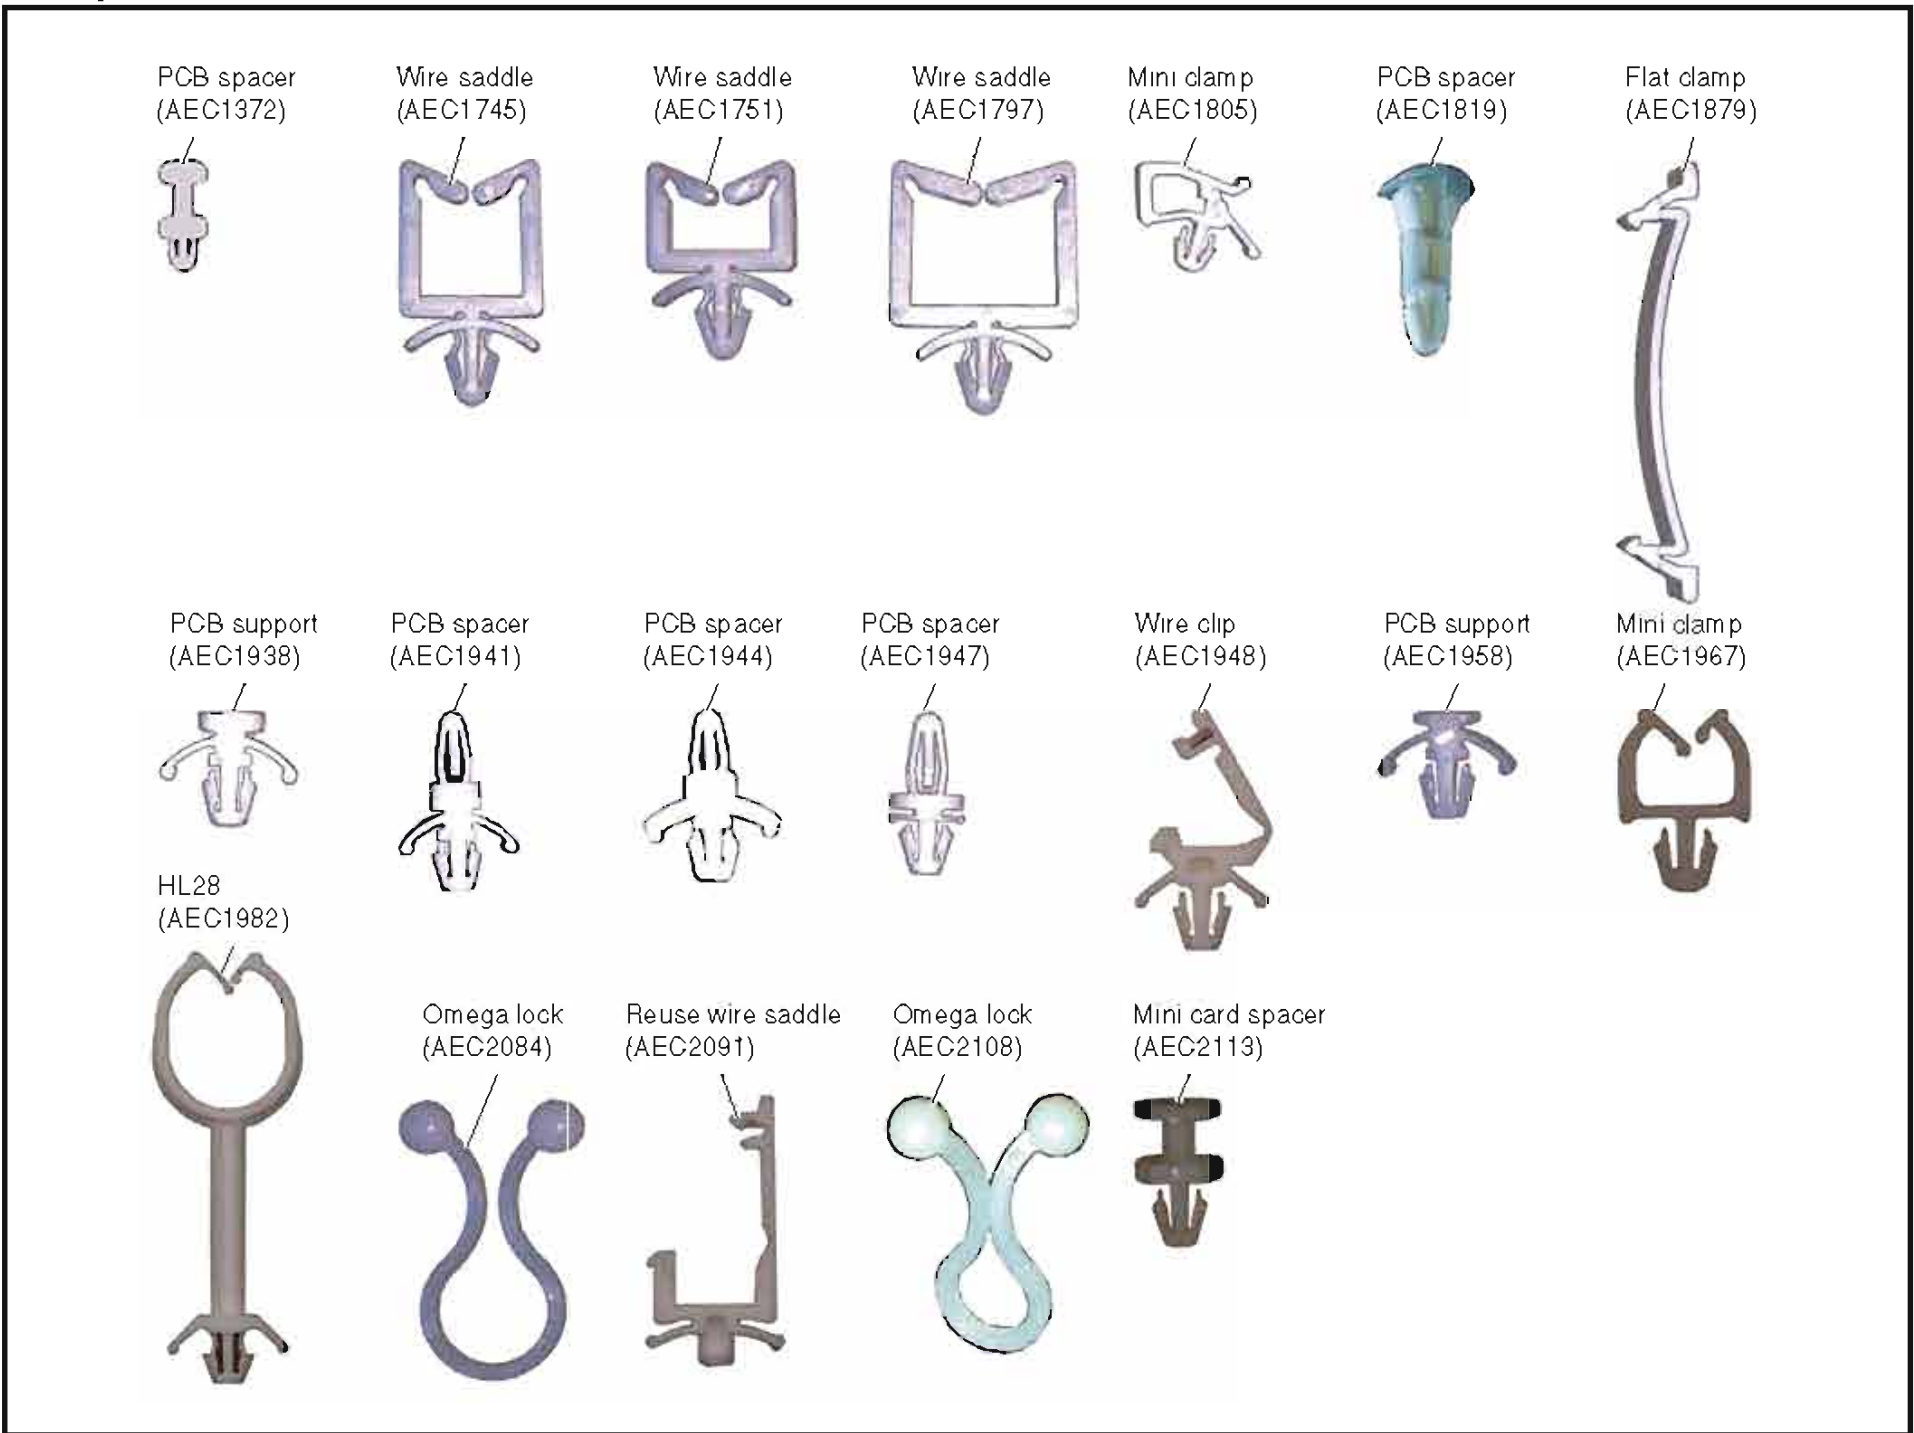 PCB spacer
(AEC1372)
Wire saddle
(AEC1745)
Wire saddle
(AEC1751)
Wire saddle
(AEC1797)
Mini clamp
(AEC1805)
PCB spacer
(AEC1819)
Flat clamp
(AEC1879)
PCB support
(AEC1938)
PCB spacer
(AEC1941)
PCB spacer
(AEC1944)
PCB spacer
(AEC1947)
Wire clip
(AEC1948)
PCB support
(AEC1958)
Mini clamp
(AEC1967)
HL28
(AEC1982)
Omega lock
(AEC2084)
Reuse wire saddle
(AEC2091)
Omega lock
(AEC2108)
Mini card spacer
(AEC2113)